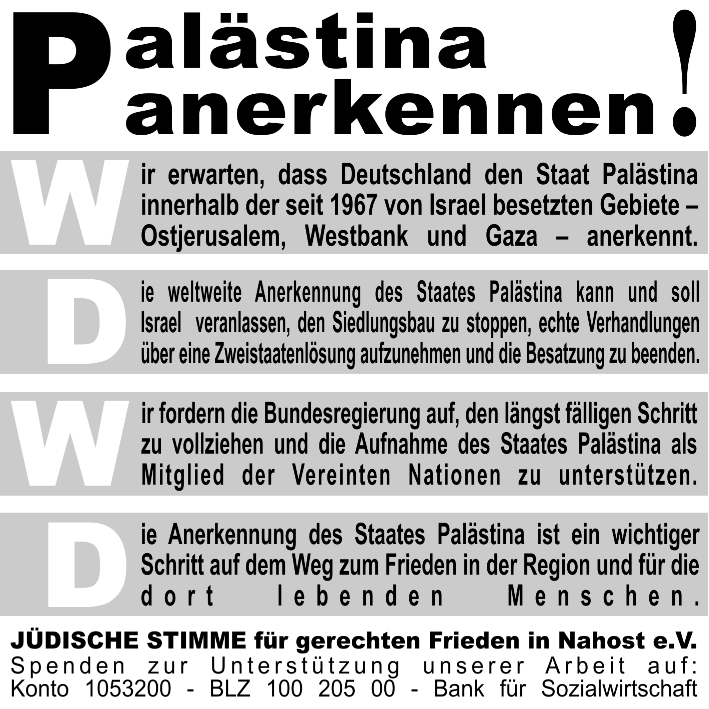 Palästina
anerkennen!
Wir erwarten, dass Deutschland den Staat Palästina
innerhalb der seit 1967 von Israel besetzten Gebiete –
Ostjerusalem, Westbank und Gaza – anerkennt.
Die weltweite Anerkennung des Staates Palästina kann und soll
Israel veranlassen, den Siedlungsbau zu stoppen, echte Verhandlungen
über eine Zweistaatenlösung aufzunehmen und die Besatzung zu beenden.
Wir fordern die Bundesregierung auf, den längst fälligen Schritt
zu vollziehen und die Aufnahme des Staates Palästina als
Mitglied der Vereinten Nationen zu unterstützen.
Die Anerkennung des Staates Palästina ist ein wichtiger
Schritt auf dem Weg zum Frieden in der Region und für die
dort lebenden Menschen.
JÜDISCHE STIMME für gerechten Frieden in Nahost e.V.
Spenden zur Unterstützung unserer Arbeit auf:
Konto 1053200 - BLZ 100 205 00 - Bank für Sozialwirtschaft